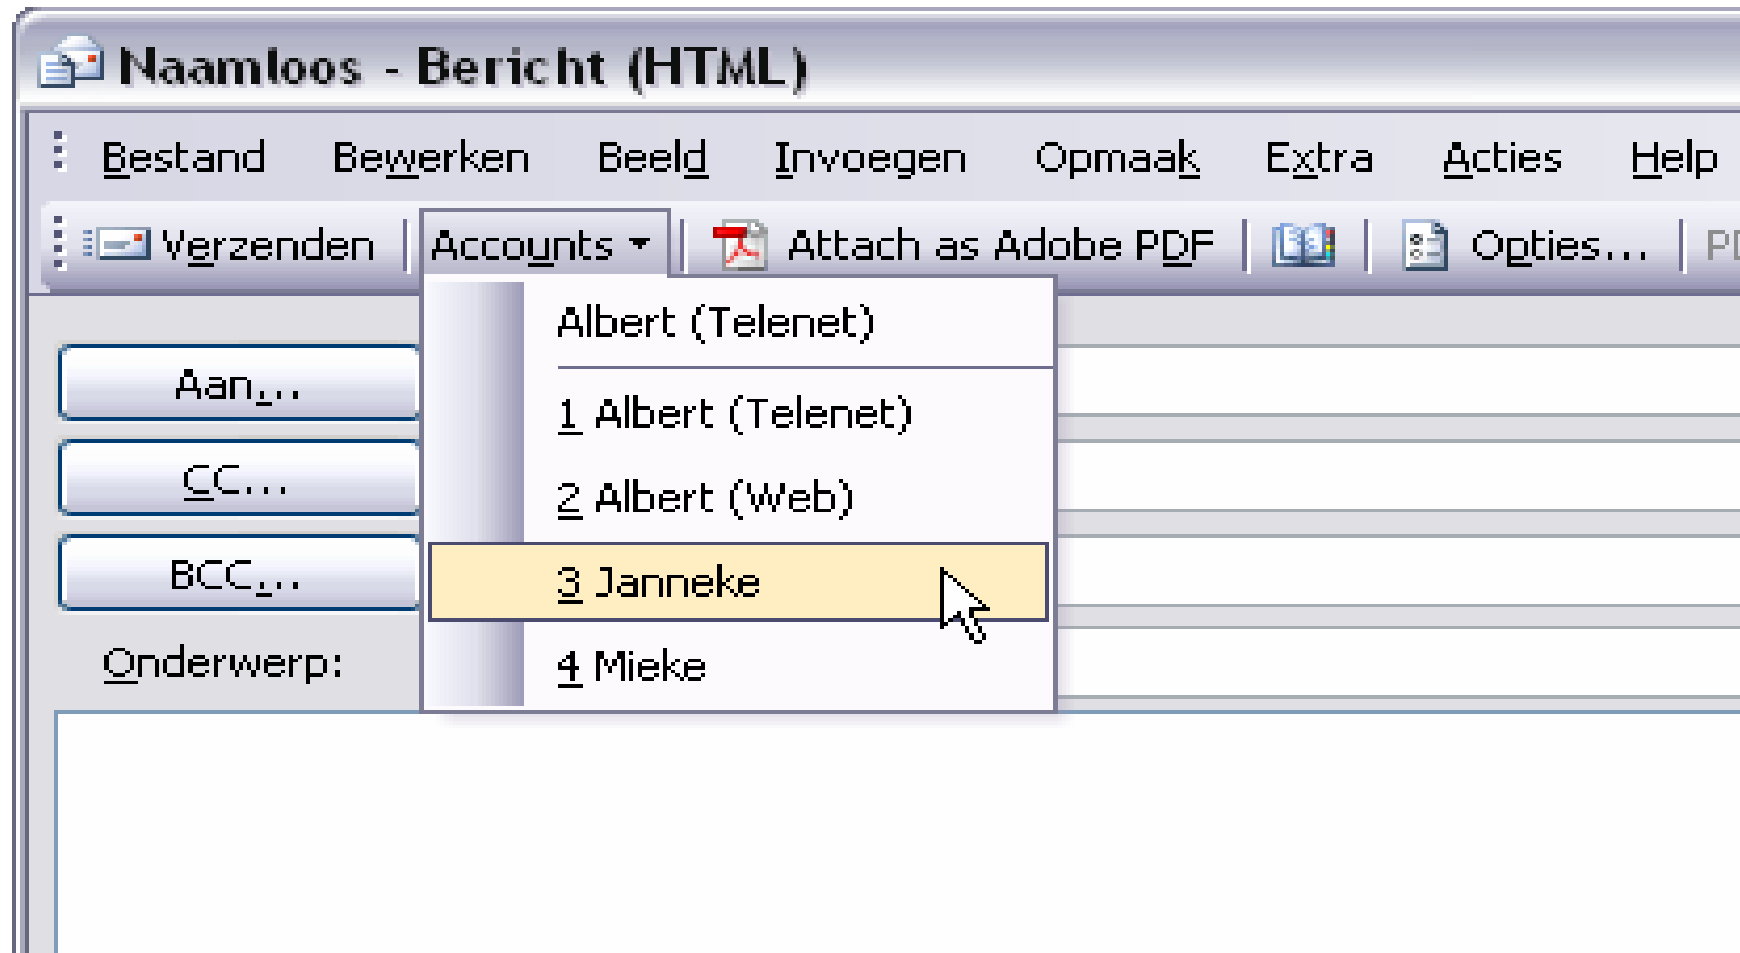 Naamloos - Bericht (HTML)
Bestand Bewerken Beeld Invoegen Opmaak Extra Acties Help
Verzenden Accounts Attach as Adobe PDF Opties...
Albert (Telenet)
Aan...
1 Albert (Telenet)
CC...
2 Albert (Web)
BCC...
3 Janneke
Onderwerp:
4 Mieke